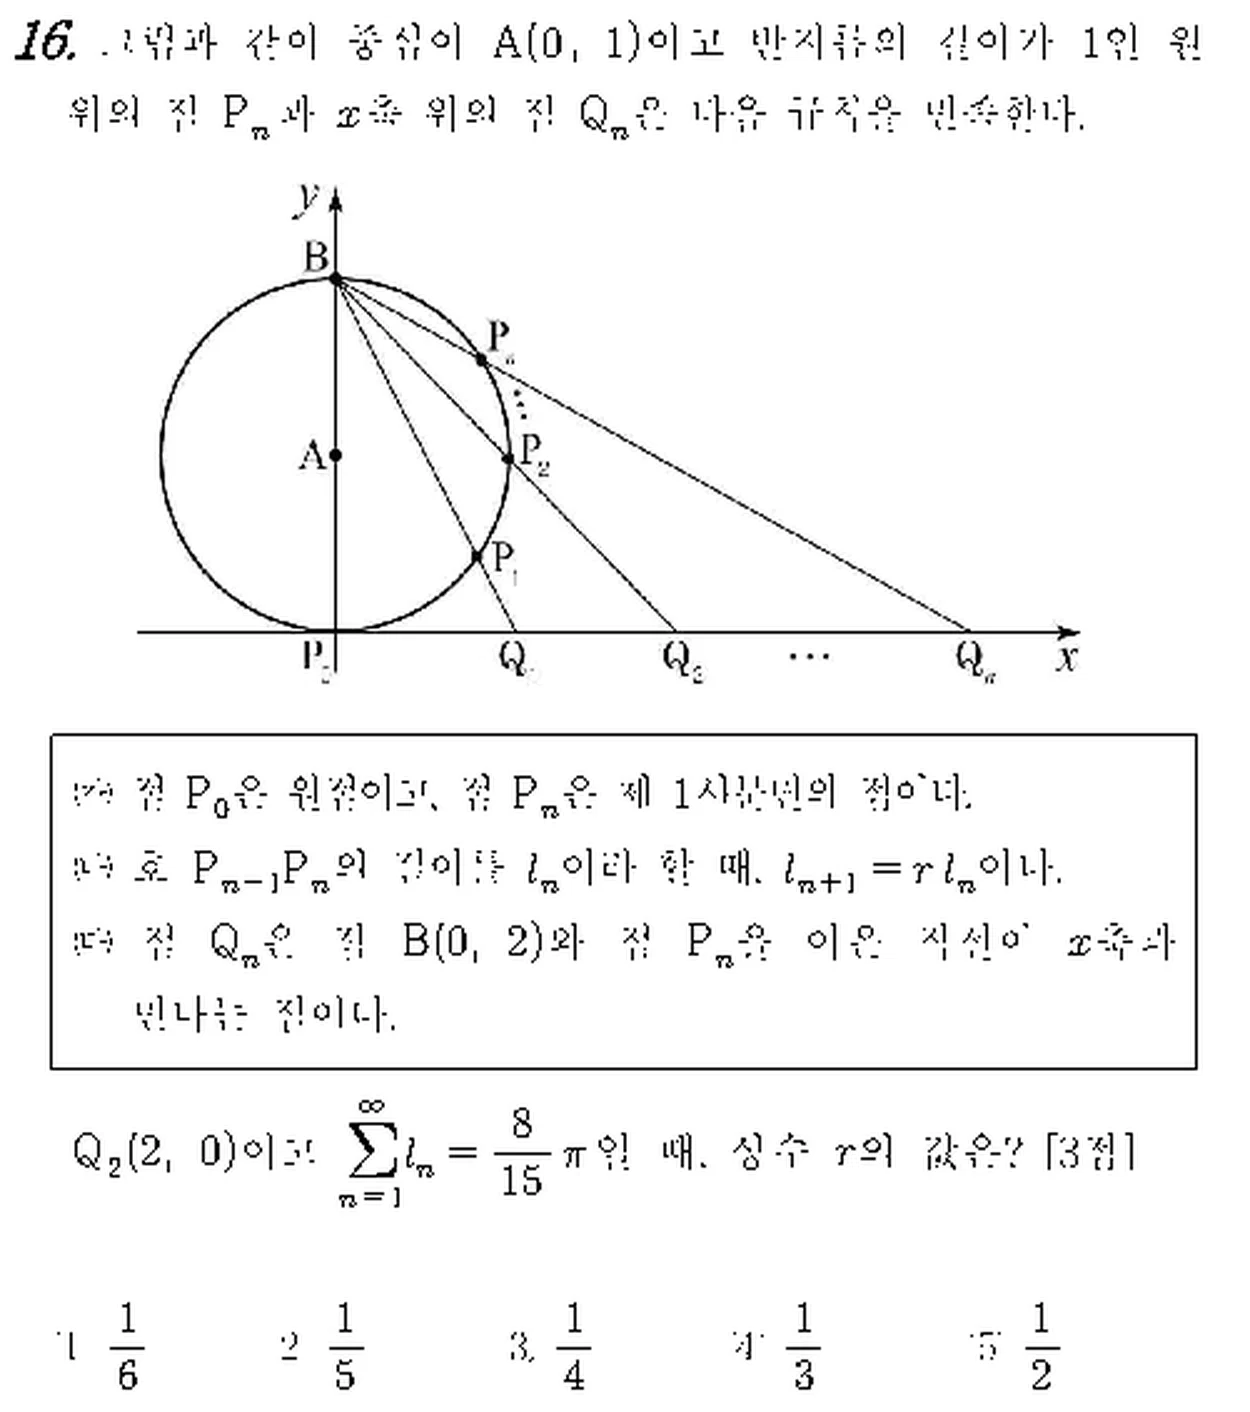 16. 그림과 같이 중심이 A(0, 1)이고 반지름의 길이가 1인 원
위의 점 Pₙ과 x축 위의 점 Qₙ은 다음 규칙을 만족한다.
y
B
Pₙ
A
P₂
P₁
P₀ Q₁ Q₂ ⋯ Qₙ x
(가) 점 P₀은 원점이고, 점 Pₙ은 제 1사분면의 점이다.
(나) 호 Pₙ₋₁Pₙ의 길이를 lₙ이라 할 때, lₙ₊₁ = r lₙ이다.
(다) 점 Qₙ은 점 B(0, 2)와 점 Pₙ을 이은 직선이 x축과
만나는 점이다.
Q₂(2, 0)이고 ∑_{n=1}^{∞} lₙ = 8/15 π일 때, 상수 r의 값은? [3점]
① 1/6 ② 1/5 ③ 1/4 ④ 1/3 ⑤ 1/2